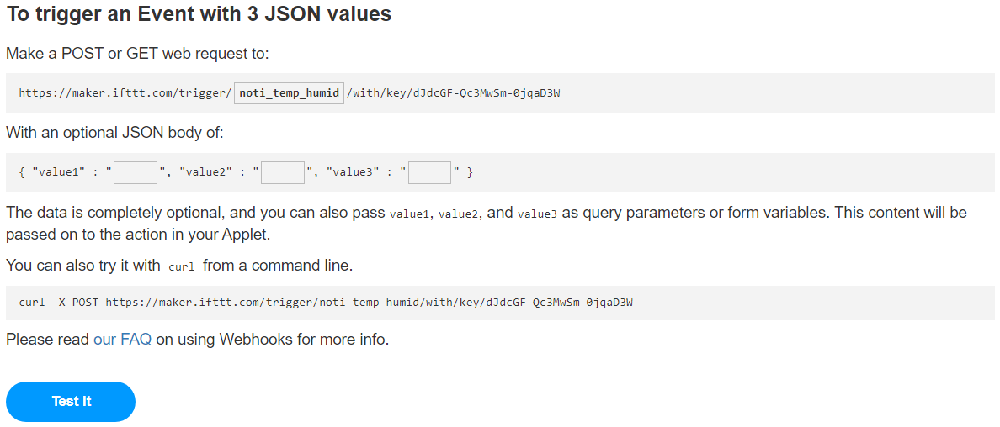 To trigger an Event with 3 JSON values
Make a POST or GET web request to:
https://maker.ifttt.com/trigger/ noti_temp_humid /with/key/dJdcGF-Qc3MwSm-0jqaD3W
With an optional JSON body of:
{ "value1" : "", "value2" : "", "value3" : "" }
The data is completely optional, and you can also pass value1, value2, and value3 as query parameters or form variables. This content will be
passed on to the action in your Applet.
You can also try it with curl from a command line.
curl -X POST https://maker.ifttt.com/trigger/noti_temp_humid/with/key/dJdcGF-Qc3MwSm-0jqaD3W
Please read our FAQ on using Webhooks for more info.
Test It